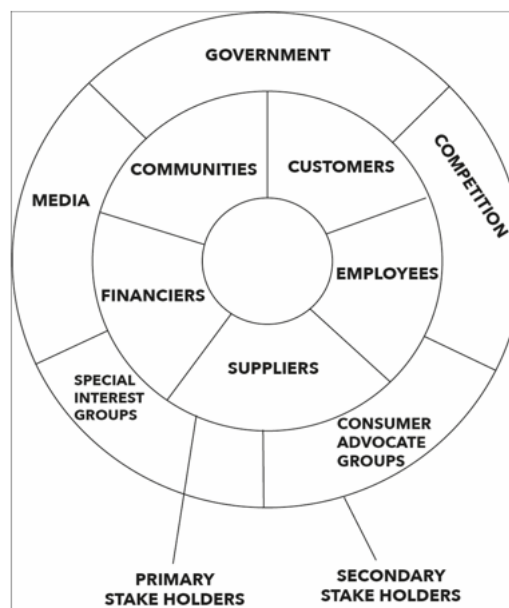 GOVERNMENT
COMMUNITIES
CUSTOMERS
COMPETITION
MEDIA
EMPLOYEES
FINANCIERS
SUPPLIERS
SPECIAL
INTEREST
GROUPS
CONSUMER
ADVOCATE
GROUPS
PRIMARY
STAKE HOLDERS
SECONDARY
STAKE HOLDERS